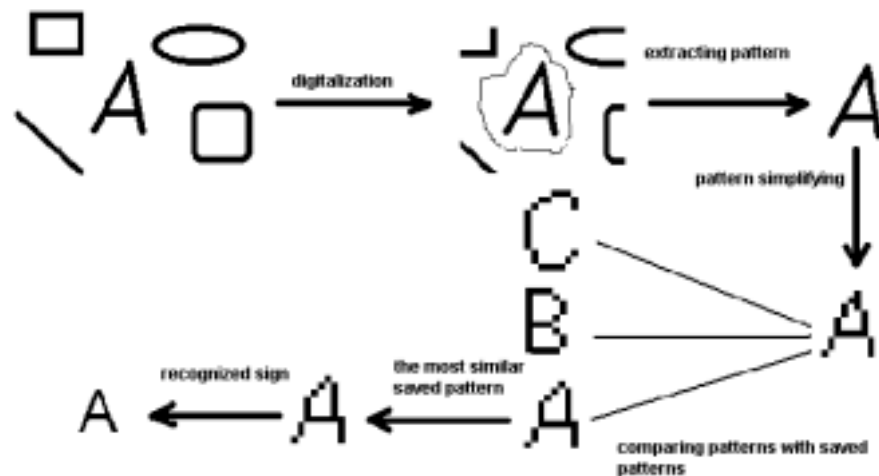 A
digitalization
A
extracting pattern
A
pattern simplifying
C
B
A
A
comparing patterns with saved
patterns
the most similar
saved pattern
A
recognized sign
A